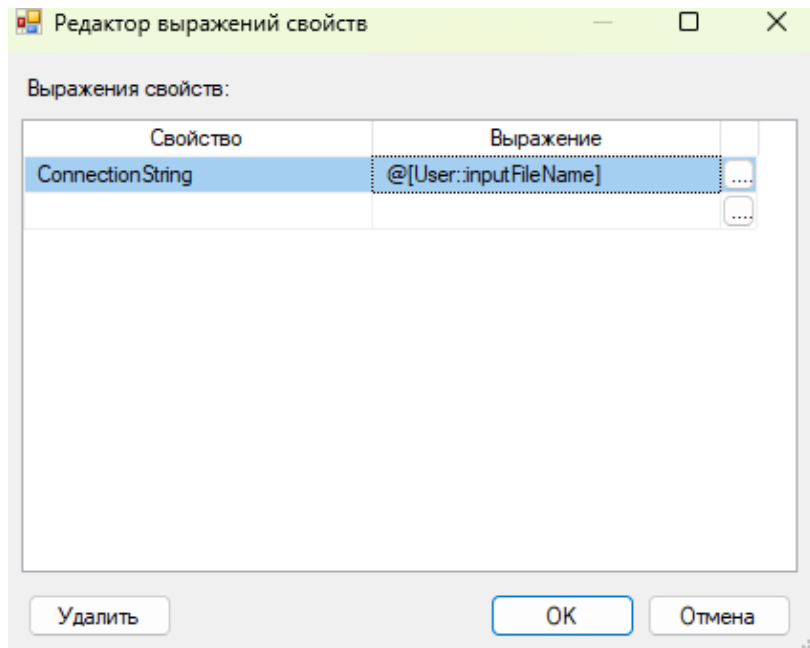 Редактор выражений свойств
Выражения свойств:
Свойство Выражение
ConnectionString @[User::inputFileName] ....
....
Удалить OK Отмена